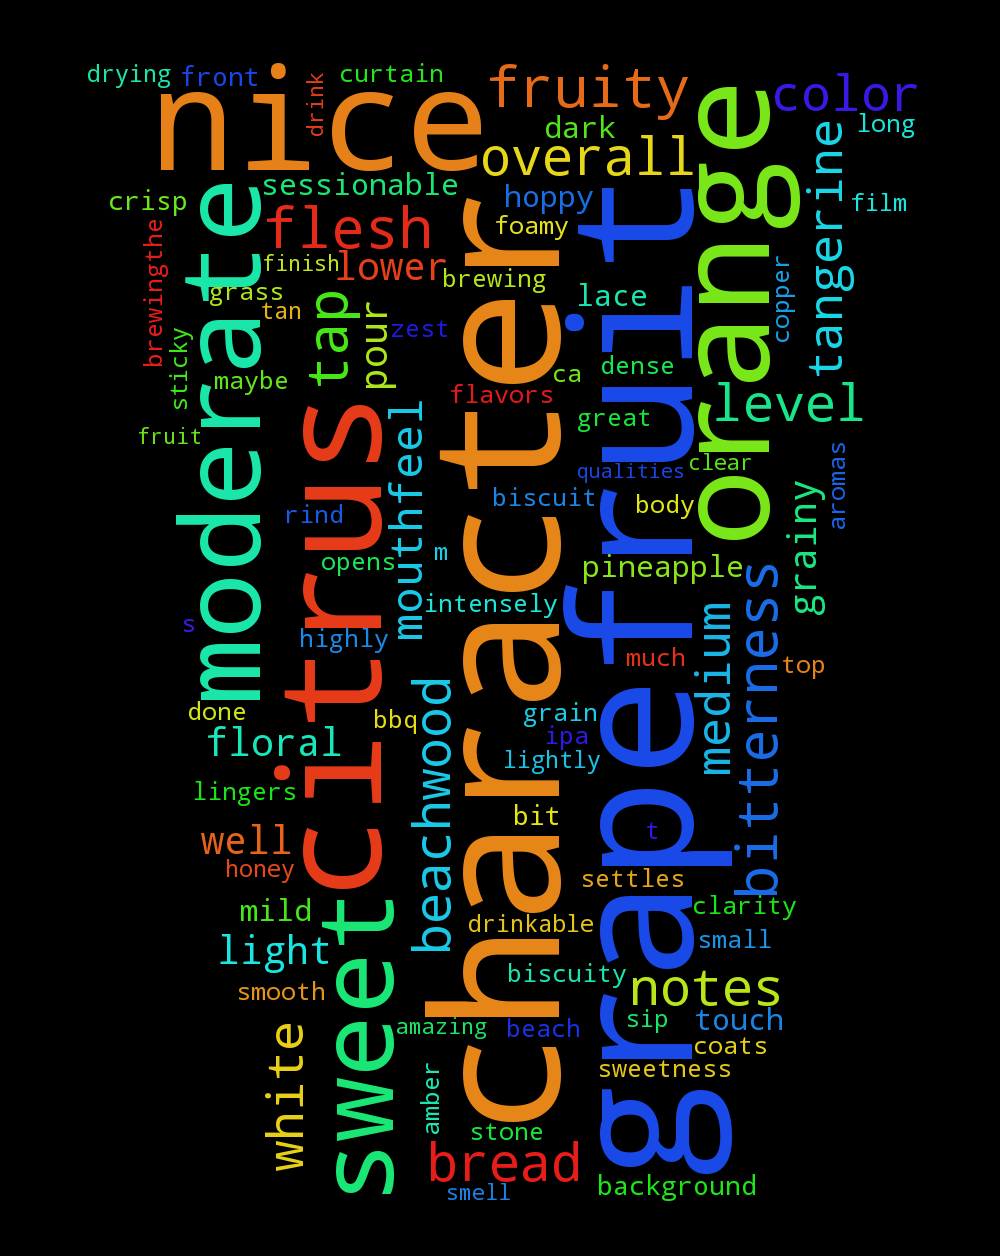 drying
front
nice
drink
curtain
fruity
color
dark
long
overall
orange
tangerine
crisp
sessionable
hoppy
film
moderate
flesh
foamy
grapefruit
character
brewingthe
finish
lower
brewing
copper
grass
tan
tap
pour
zest
lace
sticky
maybe
ca
dense
flavors
great
level
fruit
citrus
mouthfeel
qualities
clear
aromas
rind
biscuit
body
grainy
opens
m
pineapple
bitterness
s
highly
intensely
medium
much
top
done
bbq
grain
floral
beachwood
ipa
lightly
lingers
bit
t
well
honey
settles
mild
drinkable
clarity
light
small
smooth
sweet
biscuity
notes
white
amazing
beach
sip
touch
coats
amber
sweetness
stone
bread
smell
background